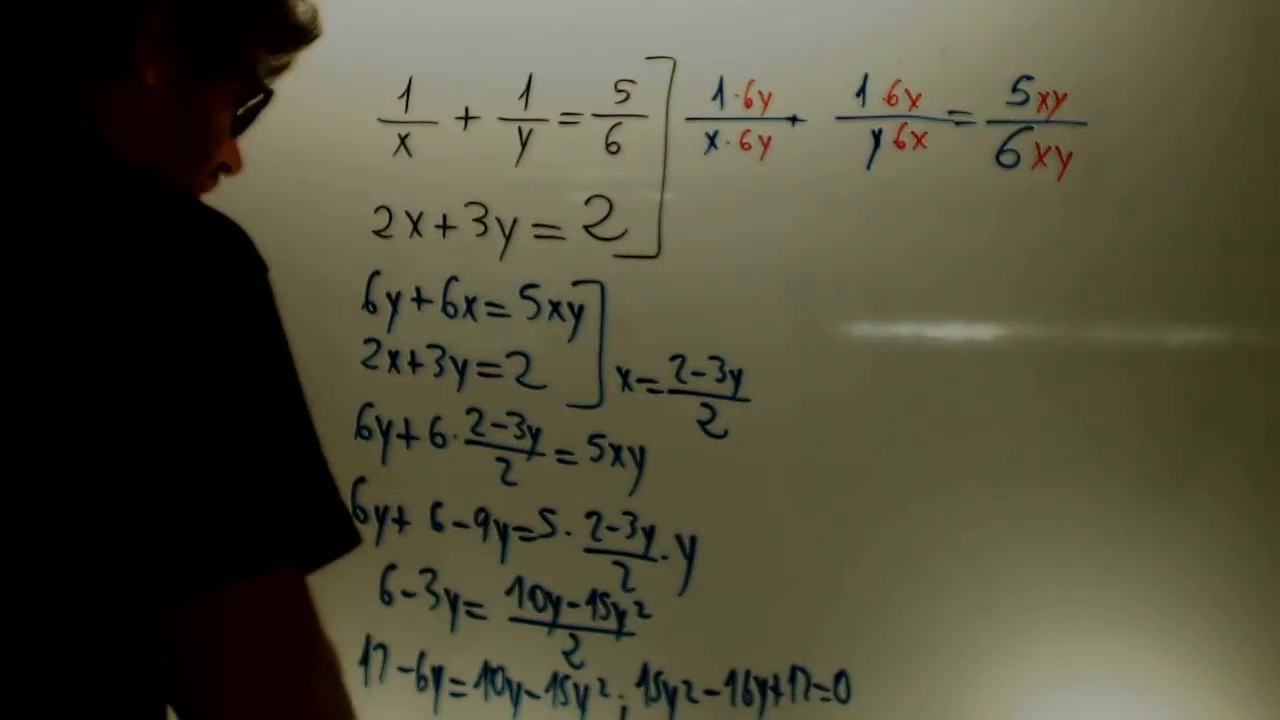 1/x + 1/y = 5/6 ] 1·6y/x·6y + 1·6x/y6x = 5xy/6xy
2x+3y=2
6y+6x=5xy
2x+3y=2 ] x=2-3y/2
6y+6·2-3y/2=5xy
6y+6-9y=5·2-3y/2·y
6-3y=10y-15y²/2
12-6y=10y-15y²; 15y²-16y+12=0